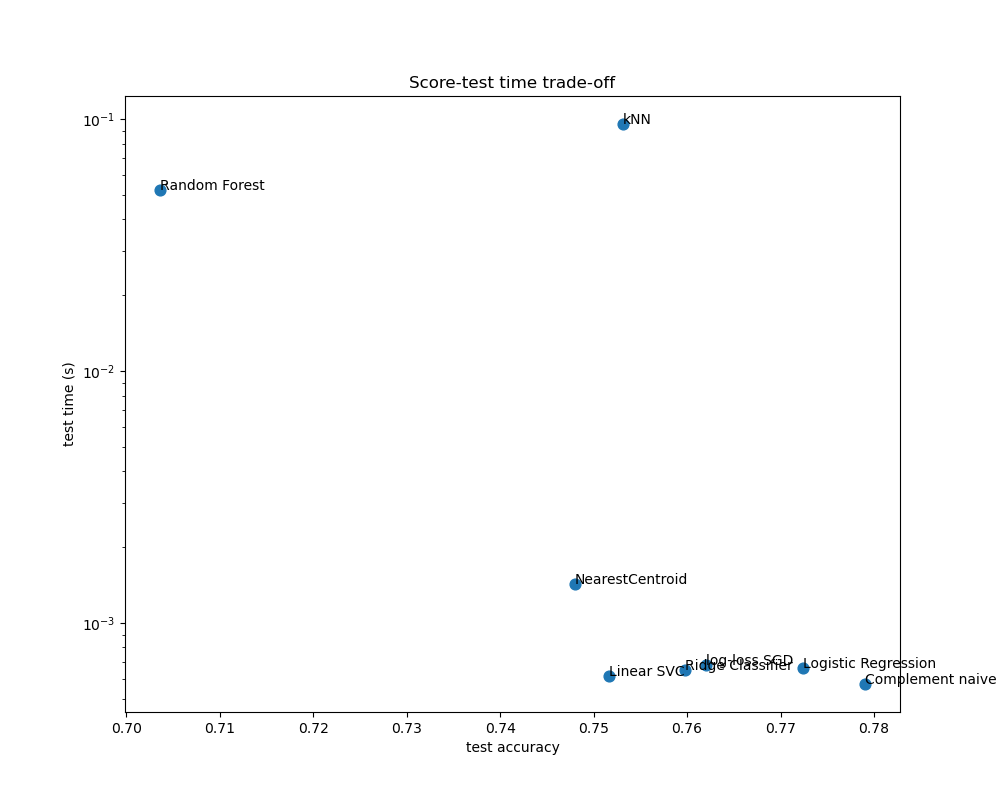 Score-test time trade-off
10⁻¹
kNN
Random Forest
10⁻²
test time (s)
NearestCentroid
10⁻³
log-loss SGD
Logistic Regression
Ridge Classifier
Linear SVC
Complement naive
0.70 0.71 0.72 0.73 0.74 0.75 0.76 0.77 0.78
test accuracy